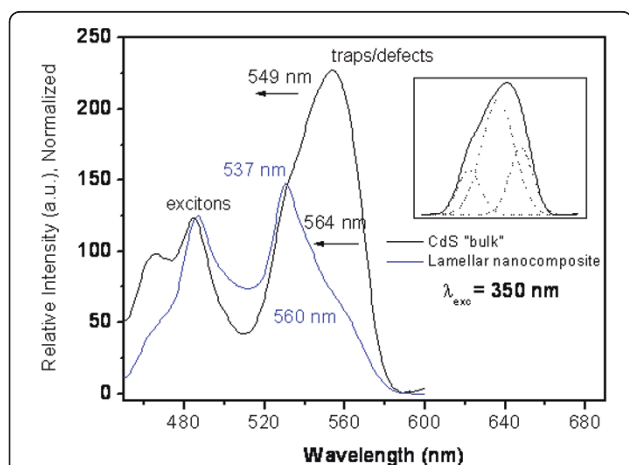 250
200
150
100
50
0
Relative Intensity (a.u.), Normalized
traps/defects
549 nm
537 nm
excitons
564 nm
560 nm
CdS "bulk"
Lamellar nanocomposite
λexc = 350 nm
480 520 560 600 640 680
Wavelength (nm)